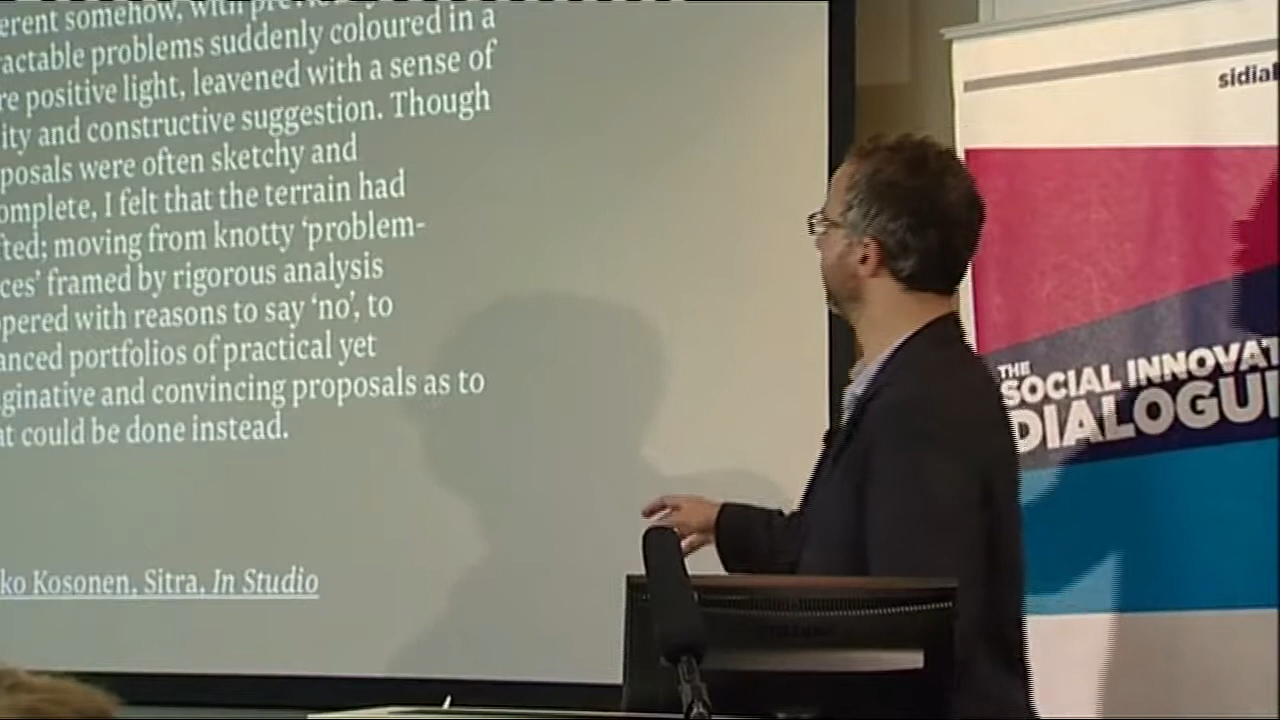 erent somehow, with
actable problems suddenly coloured in a
re positive light, leavened with a sense of
ity and constructive suggestion. Though
posals were often sketchy and
omplete, I felt that the terrain had
fted; moving from knotty ‘problem-
ces’ framed by rigorous analysis
pered with reasons to say ‘no’, to
anced portfolios of practical yet
ginative and convincing proposals as to
at could be done instead.
ko Kosonen, Sitra, In Studio
sidial
THE
SOCIAL INNOVAT
DIALOGU